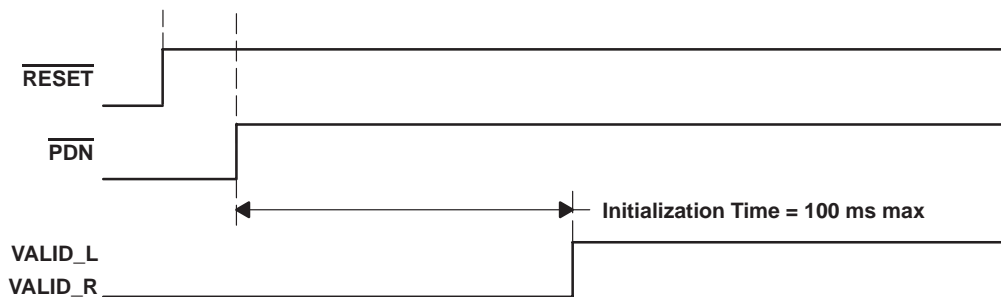 RESET
PDN
Initialization Time = 100 ms max
VALID_L
VALID_R